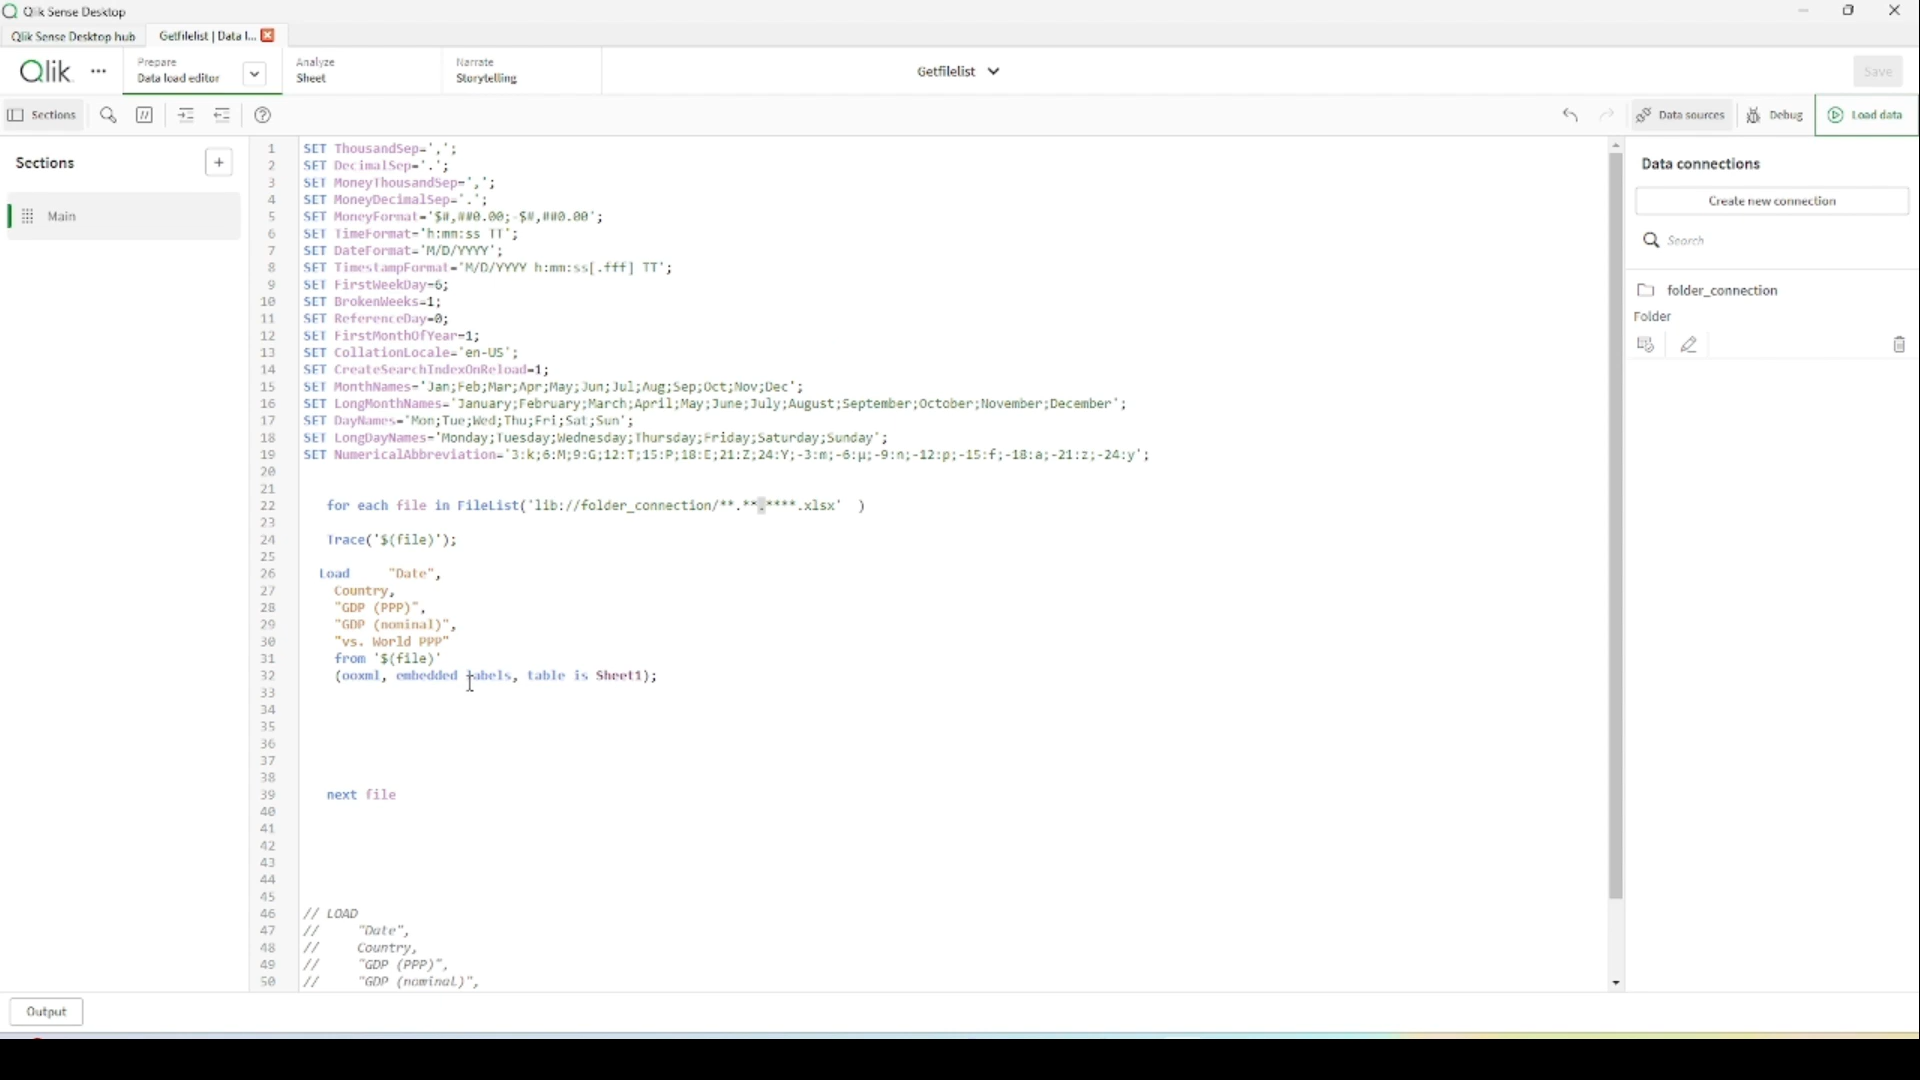 Qlik Sense Desktop
Qlik Sense Desktop hub
Getfilelist | Data l...
Qlik
Prepare
Data load editor
Analyze
Sheet
Narrate
Storytelling
Getfilelist
Save
Sections
Data sources
Debug
Load data
Sections
Main
1 SET ThousandSep=',';
2 SET DecimalSep='.';
3 SET MoneyThousandSep=',';
4 SET MoneyDecimalSep='.';
5 SET MoneyFormat='$#,##0.00;-$#,##0.00';
6 SET TimeFormat='h:mm:ss TT';
7 SET DateFormat='M/D/YYYY';
8 SET TimestampFormat='M/D/YYYY h:mm:ss[.fff] TT';
9 SET FirstWeekDay=6;
10 SET BrokenWeeks=1;
11 SET ReferenceDay=0;
12 SET FirstMonthOfYear=1;
13 SET CollationLocale='en-US';
14 SET CreateSearchIndexOnReload=1;
15 SET MonthNames='Jan;Feb;Mar;Apr;May;Jun;Jul;Aug;Sep;Oct;Nov;Dec';
16 SET LongMonthNames='January;February;March;April;May;June;July;August;September;October;November;December';
17 SET DayNames='Mon;Tue;Wed;Thu;Fri;Sat;Sun';
18 SET LongDayNames='Monday;Tuesday;Wednesday;Thursday;Friday;Saturday;Sunday';
19 SET NumericalAbbreviation='3:k;6:M;9:G;12:T;15:P;18:E;21:Z;24:Y;-3:m;-6:μ;-9:n;-12:p;-15:f;-18:a;-21:z;-24:y';
20
21
22 for each file in FileList('lib://folder_connection/**.**.****.xlsx' )
23
24 Trace('$(file)');
25
26 Load "Date",
27 Country,
28 "GDP (PPP)",
29 "GDP (nominal)",
30 "vs. World PPP"
31 from '$(file)'
32 (ooxml, embedded labels, table is Sheet1);
33
34
35
36
37
38
39 next file
40
41
42
43
44
45
46 // LOAD
47 // "Date",
48 // Country,
49 // "GDP (PPP)",
50 // "GDP (nominal)",
Data connections
Create new connection
Search
folder_connection
Folder
Output